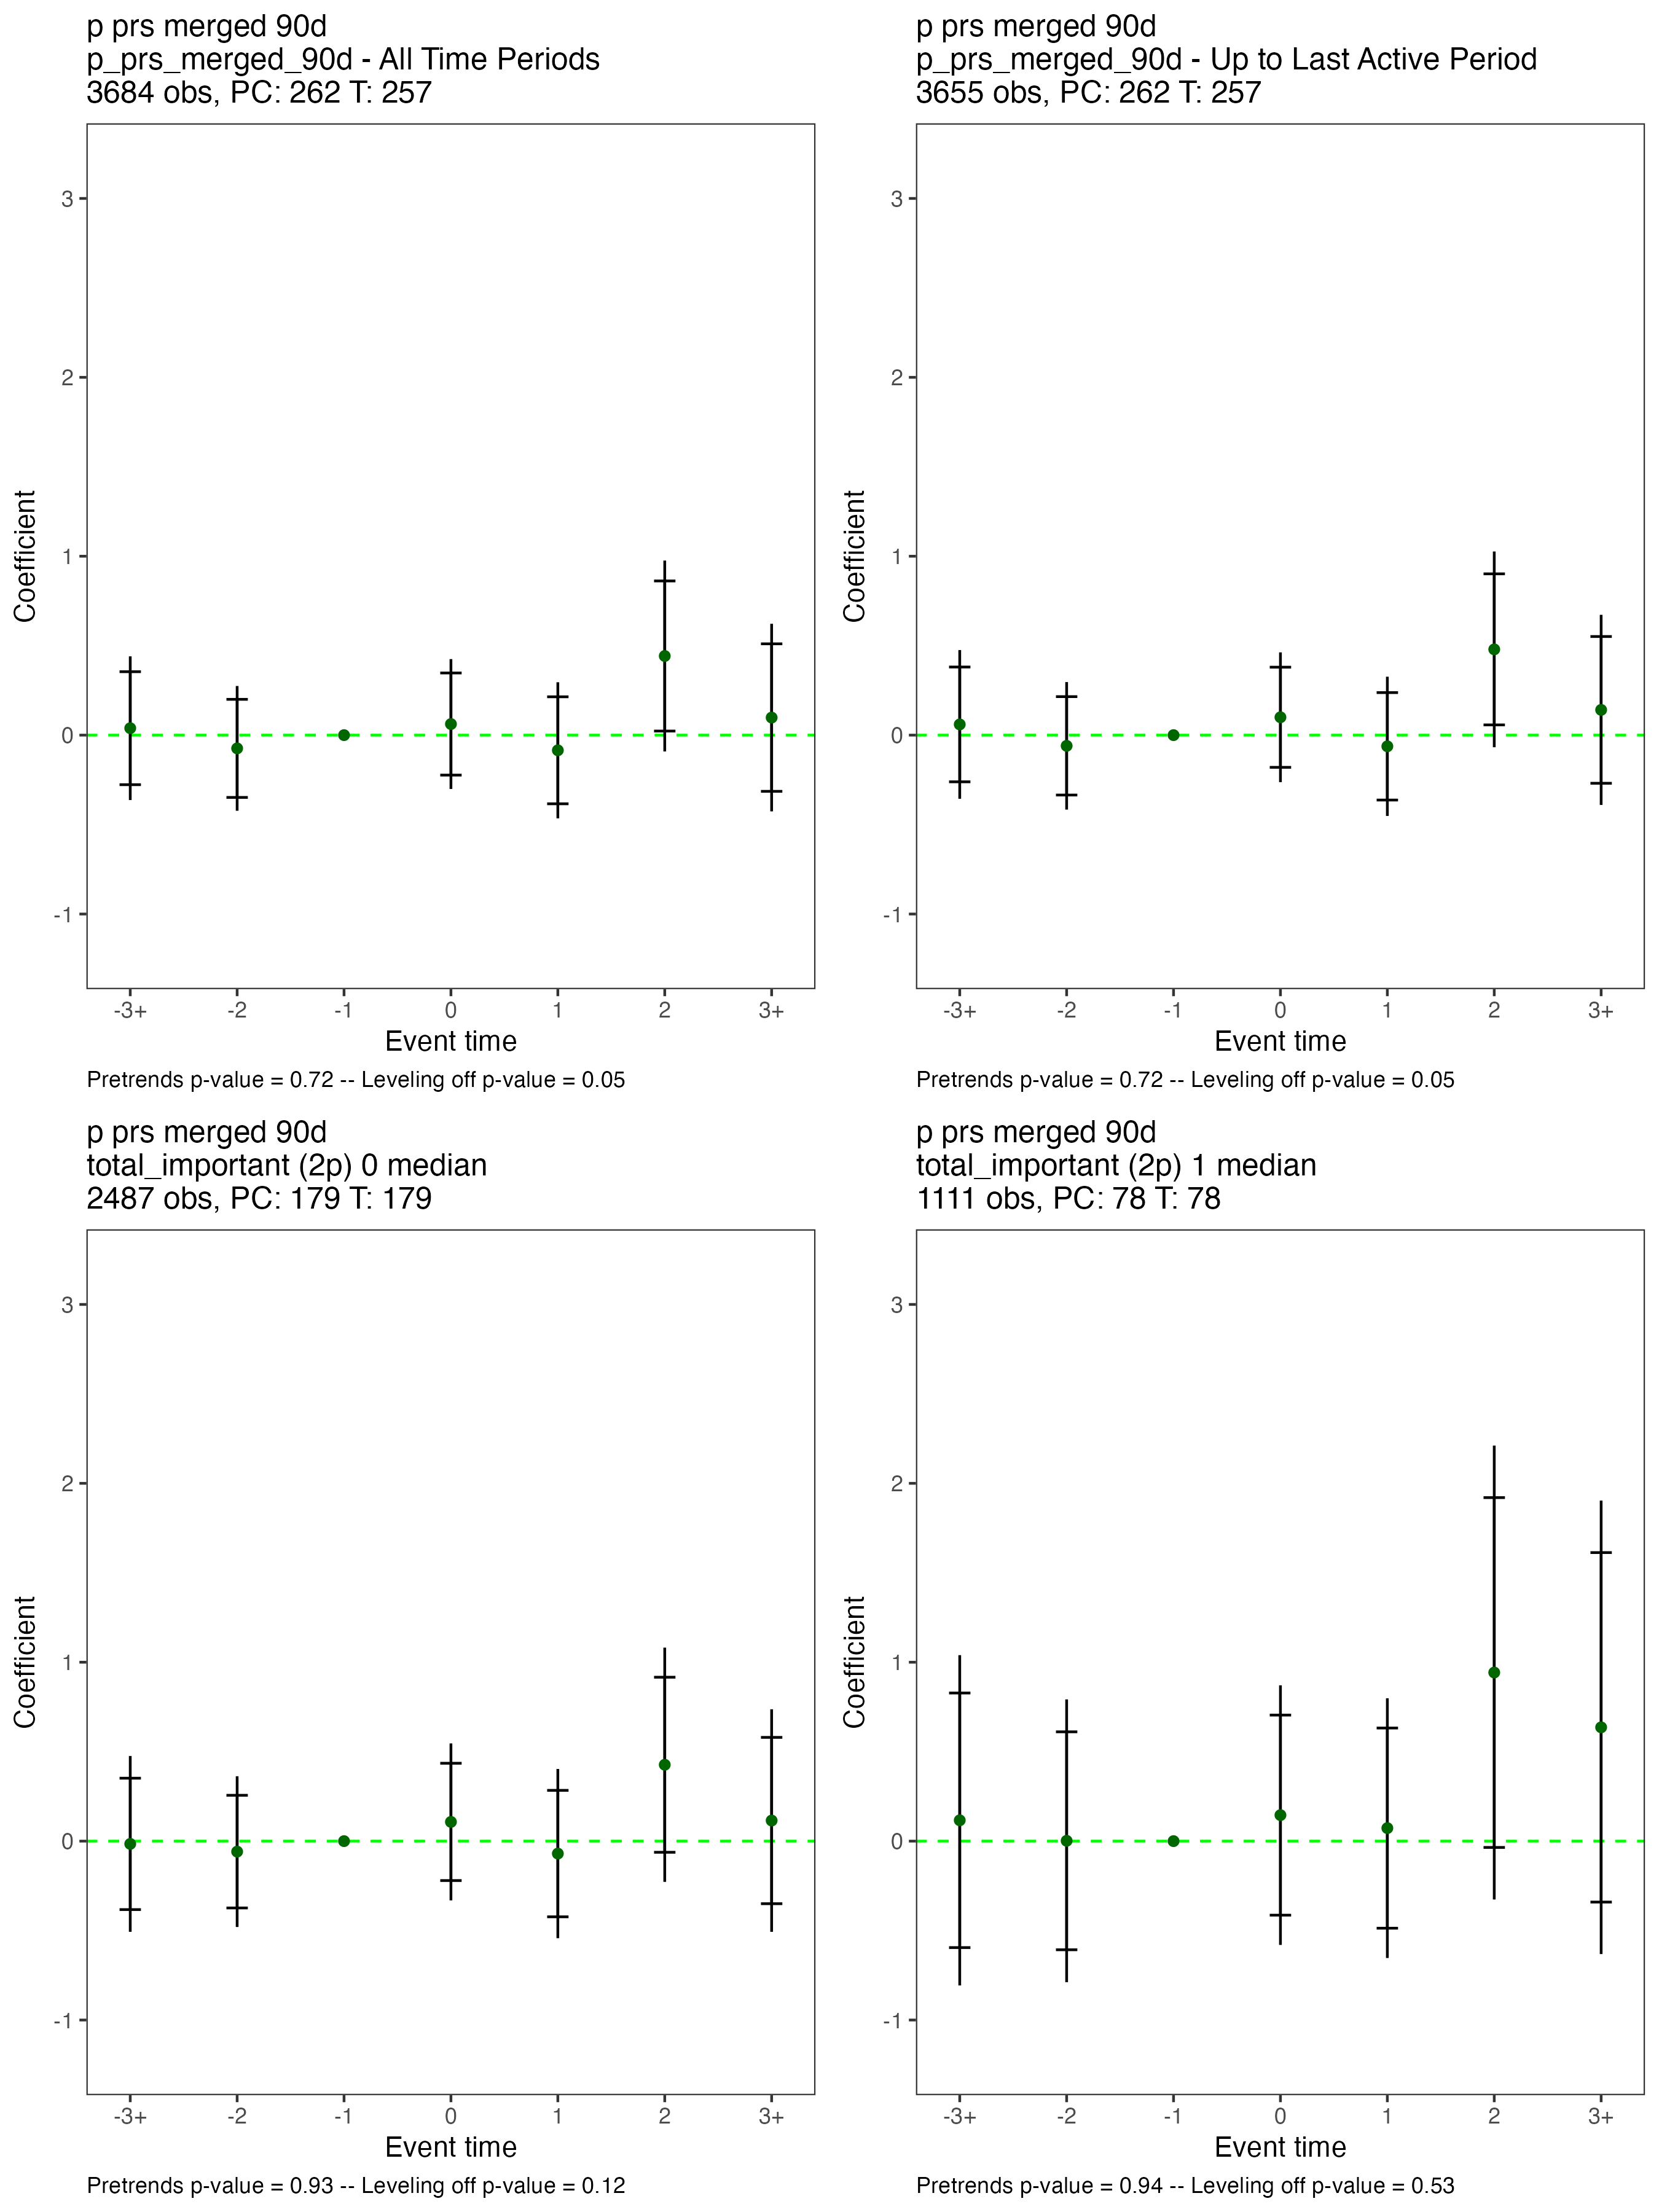 p prs merged 90d
p_prs_merged_90d - All Time Periods
3684 obs, PC: 262 T: 257
3
2
1
0
-1
Coefficient
-3+ -2 -1 0 1 2 3+
Event time
Pretrends p-value = 0.72 -- Leveling off p-value = 0.05
p prs merged 90d
p_prs_merged_90d - Up to Last Active Period
3655 obs, PC: 262 T: 257
3
2
1
0
-1
Coefficient
-3+ -2 -1 0 1 2 3+
Event time
Pretrends p-value = 0.72 -- Leveling off p-value = 0.05
p prs merged 90d
total_important (2p) 0 median
2487 obs, PC: 179 T: 179
3
2
1
0
-1
Coefficient
-3+ -2 -1 0 1 2 3+
Event time
Pretrends p-value = 0.93 -- Leveling off p-value = 0.12
p prs merged 90d
total_important (2p) 1 median
1111 obs, PC: 78 T: 78
3
2
1
0
-1
Coefficient
-3+ -2 -1 0 1 2 3+
Event time
Pretrends p-value = 0.94 -- Leveling off p-value = 0.53